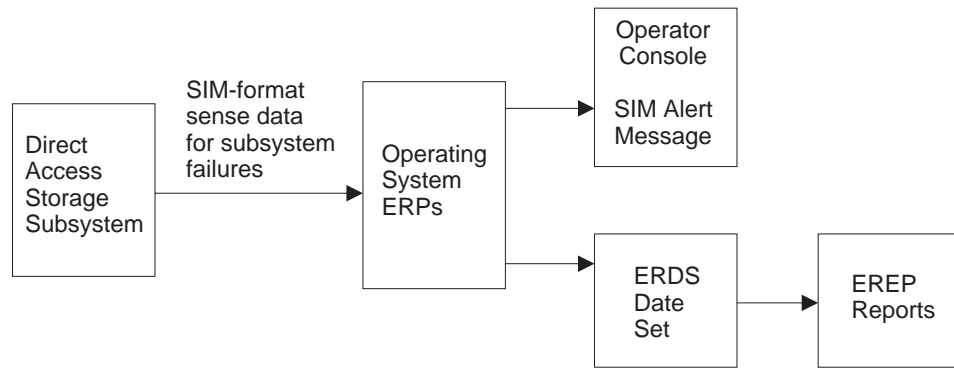 Direct
Access
Storage
Subsystem
SIM-format
sense data
for subsystem
failures
Operating
System
ERPs
Operator
Console
SIM Alert
Message
ERDS
Date
Set
EREP
Reports